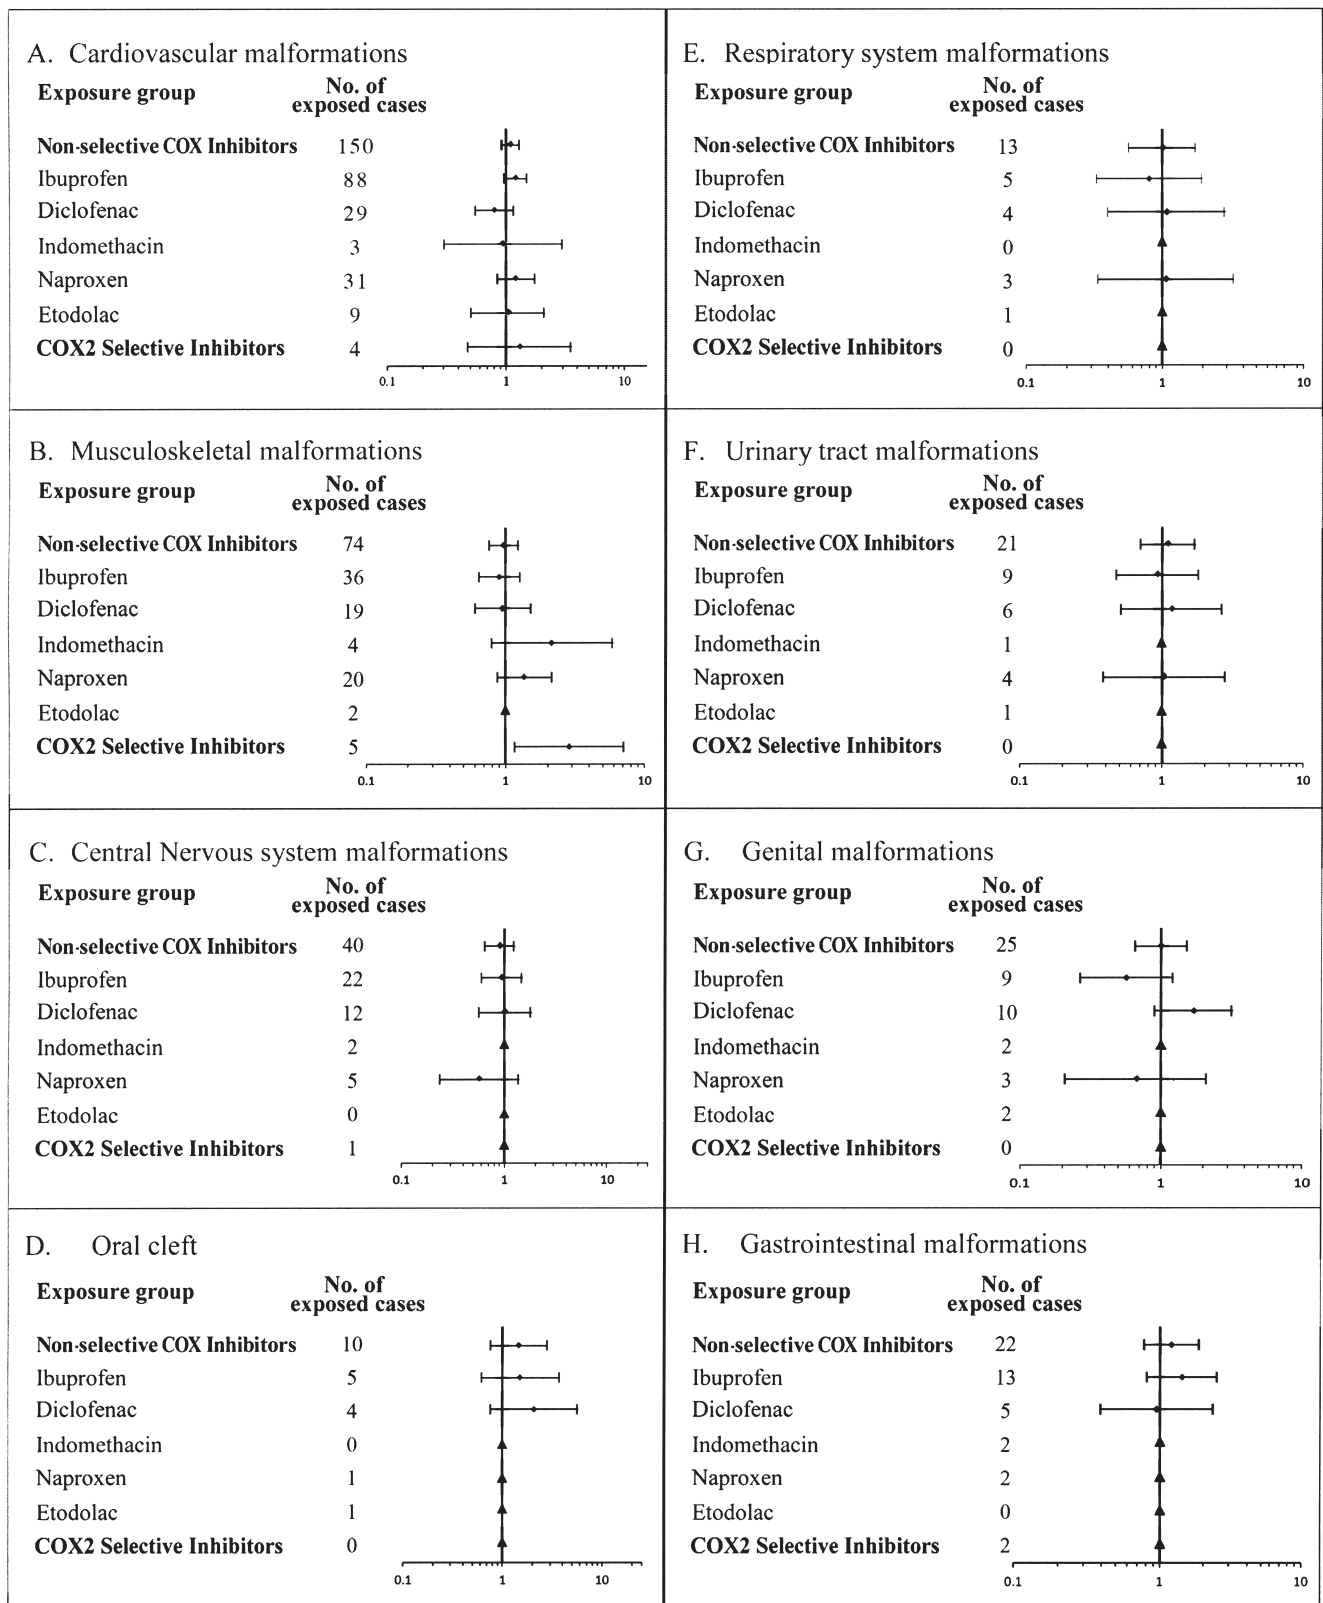 A. Cardiovascular malformations
Exposure group No. of exposed cases
Non-selective COX Inhibitors 150
Ibuprofen 88
Diclofenac 29
Indomethacin 3
Naproxen 31
Etodolac 9
COX2 Selective Inhibitors 4
0.1 1 10
B. Musculoskeletal malformations
Exposure group No. of exposed cases
Non-selective COX Inhibitors 74
Ibuprofen 36
Diclofenac 19
Indomethacin 4
Naproxen 20
Etodolac 2
COX2 Selective Inhibitors 5
0.1 1 10
C. Central Nervous system malformations
Exposure group No. of exposed cases
Non-selective COX Inhibitors 40
Ibuprofen 22
Diclofenac 12
Indomethacin 2
Naproxen 5
Etodolac 0
COX2 Selective Inhibitors 1
0.1 1 10
D. Oral cleft
Exposure group No. of exposed cases
Non-selective COX Inhibitors 10
Ibuprofen 5
Diclofenac 4
Indomethacin 0
Naproxen 1
Etodolac 1
COX2 Selective Inhibitors 0
0.1 1 10
E. Respiratory system malformations
Exposure group No. of exposed cases
Non-selective COX Inhibitors 13
Ibuprofen 5
Diclofenac 4
Indomethacin 0
Naproxen 3
Etodolac 1
COX2 Selective Inhibitors 0
0.1 1 10
F. Urinary tract malformations
Exposure group No. of exposed cases
Non-selective COX Inhibitors 21
Ibuprofen 9
Diclofenac 6
Indomethacin 1
Naproxen 4
Etodolac 1
COX2 Selective Inhibitors 0
0.1 1 10
G. Genital malformations
Exposure group No. of exposed cases
Non-selective COX Inhibitors 25
Ibuprofen 9
Diclofenac 10
Indomethacin 2
Naproxen 3
Etodolac 2
COX2 Selective Inhibitors 0
0.1 1 10
H. Gastrointestinal malformations
Exposure group No. of exposed cases
Non-selective COX Inhibitors 22
Ibuprofen 13
Diclofenac 5
Indomethacin 2
Naproxen 2
Etodolac 0
COX2 Selective Inhibitors 2
0.1 1 10